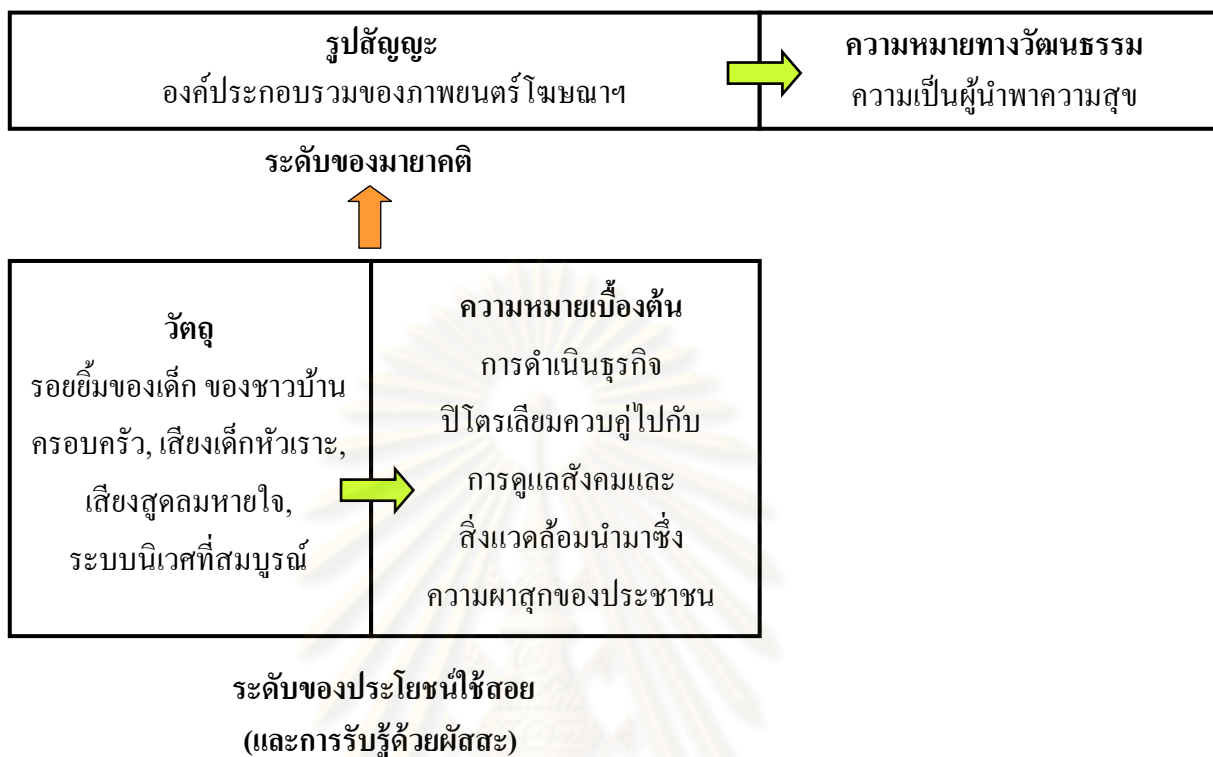 รูปสัญญะ
องค์ประกอบรวมของภาพยนตร์โฆษณาฯ
ความหมายทางวัฒนธรรม
ความเป็นผู้นำพาความสุข
ระดับของมายาคติ
วัตถุ
รอยยิ้มของเด็ก ของชาวบ้าน
ครอบครัว, เสียงเด็กหัวเราะ,
เสียงสูดลมหายใจ,
ระบบนิเวศที่สมบูรณ์
ความหมายเบื้องต้น
การดำเนินธุรกิจ
ปิโตรเลียมควบคู่ไปกับ
การดูแลสังคมและ
สิ่งแวดล้อมนำมาซึ่ง
ความผาสุกของประชาชน
ระดับของประโยชน์ใช้สอย
(และการรับรู้ด้วยผัสสะ)